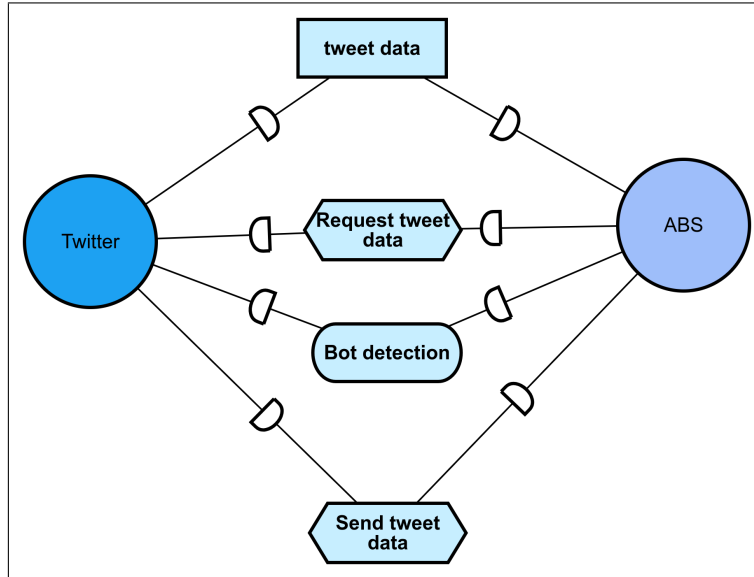 tweet data
Request tweet
data
Twitter
ABS
Bot detection
Send tweet
data